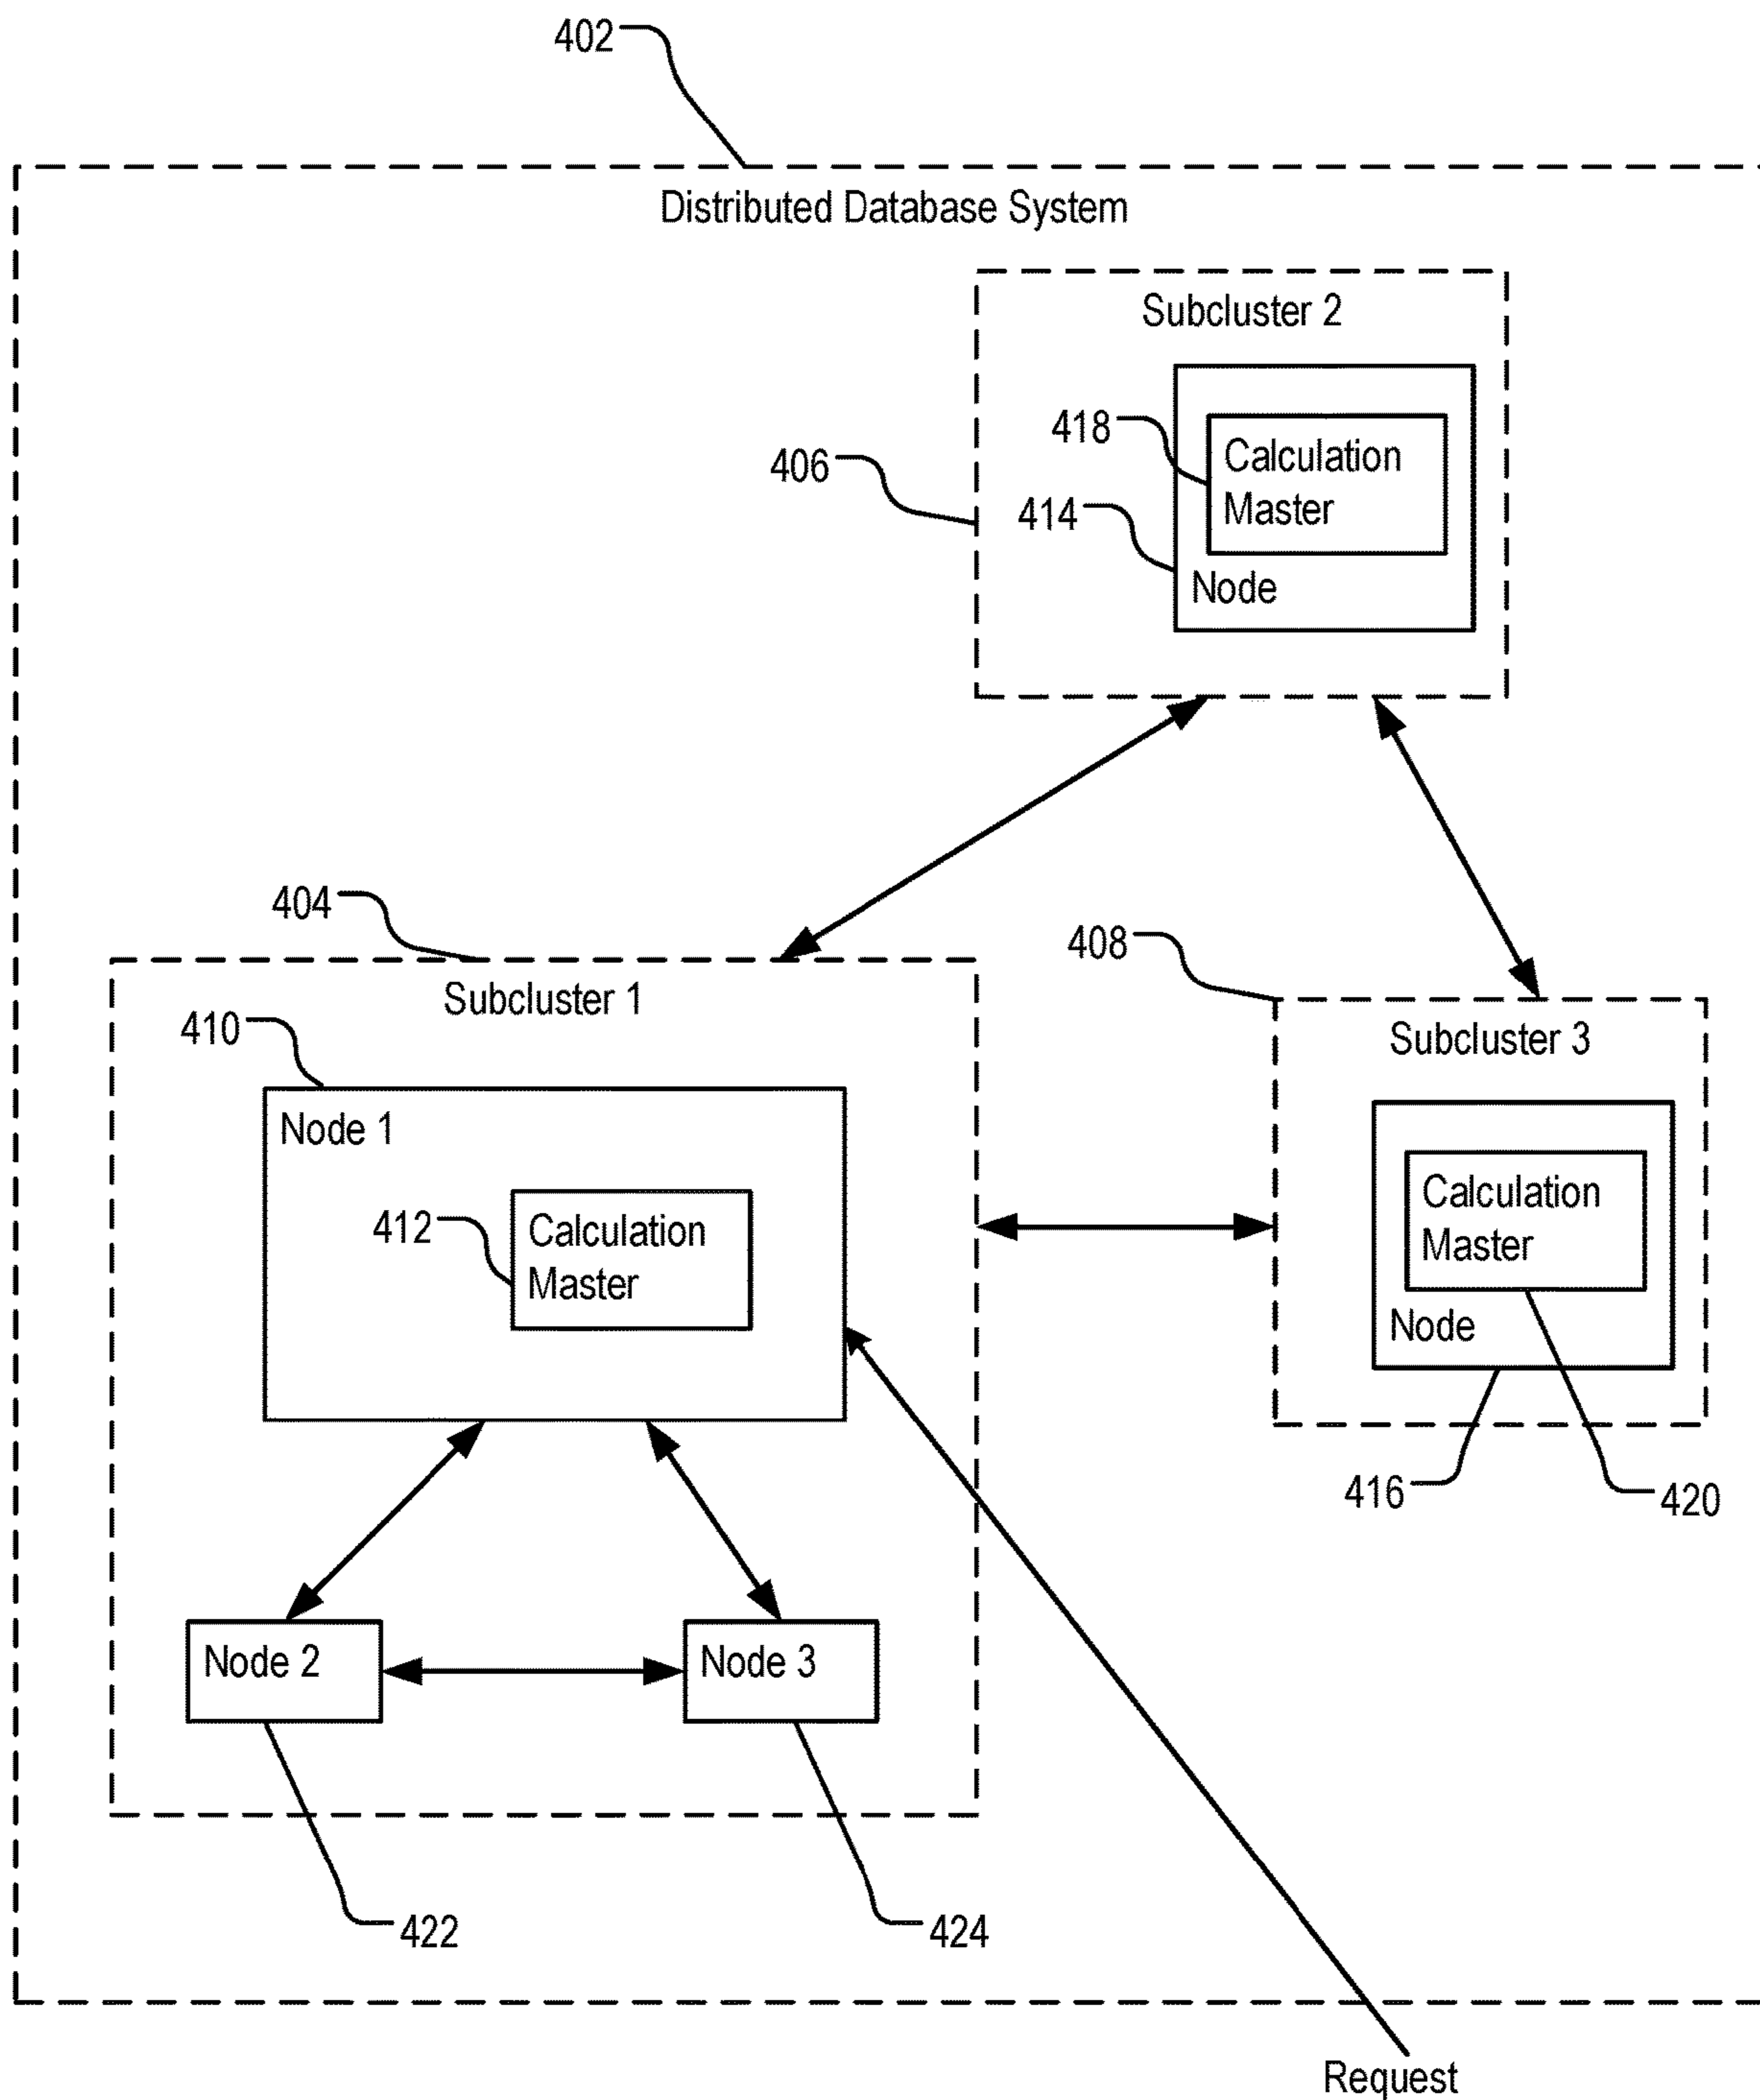 402
Distributed Database System
Subcluster 2
418
Calculation
Master
406
414
Node
404
408
Subcluster 1
Subcluster 3
410
Node 1
412
Calculation
Master
Calculation
Master
Node
416
420
Node 2
Node 3
422
424
Request